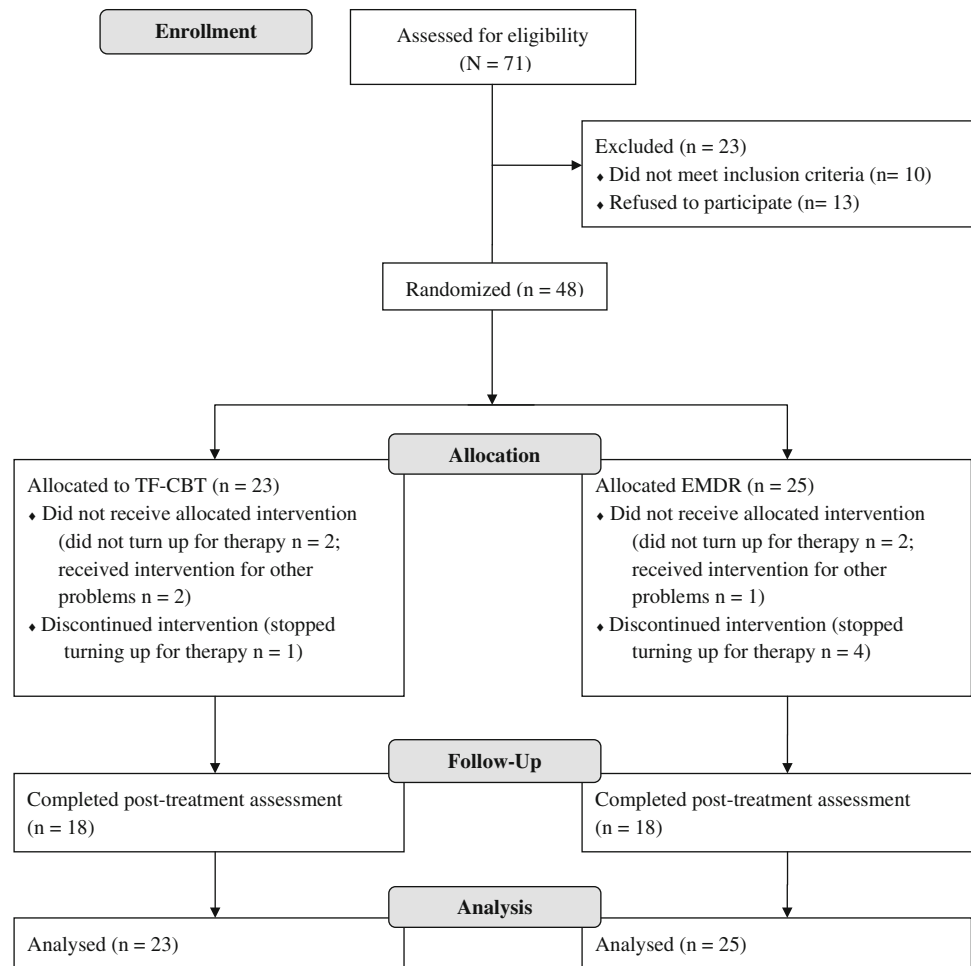 Enrollment
Assessed for eligibility
(N = 71)
Excluded (n = 23)
⬧ Did not meet inclusion criteria (n= 10)
⬧ Refused to participate (n= 13)
Randomized (n = 48)
Allocation
Allocated to TF-CBT (n = 23)
⬧ Did not receive allocated intervention
(did not turn up for therapy n = 2;
received intervention for other
problems n = 2)
⬧ Discontinued intervention (stopped
turning up for therapy n = 1)
Allocated EMDR (n = 25)
⬧ Did not receive allocated intervention
(did not turn up for therapy n = 2;
received intervention for other
problems n = 1)
⬧ Discontinued intervention (stopped
turning up for therapy n = 4)
Follow-Up
Completed post-treatment assessment
(n = 18)
Completed post-treatment assessment
(n = 18)
Analysis
Analysed (n = 23)
Analysed (n = 25)